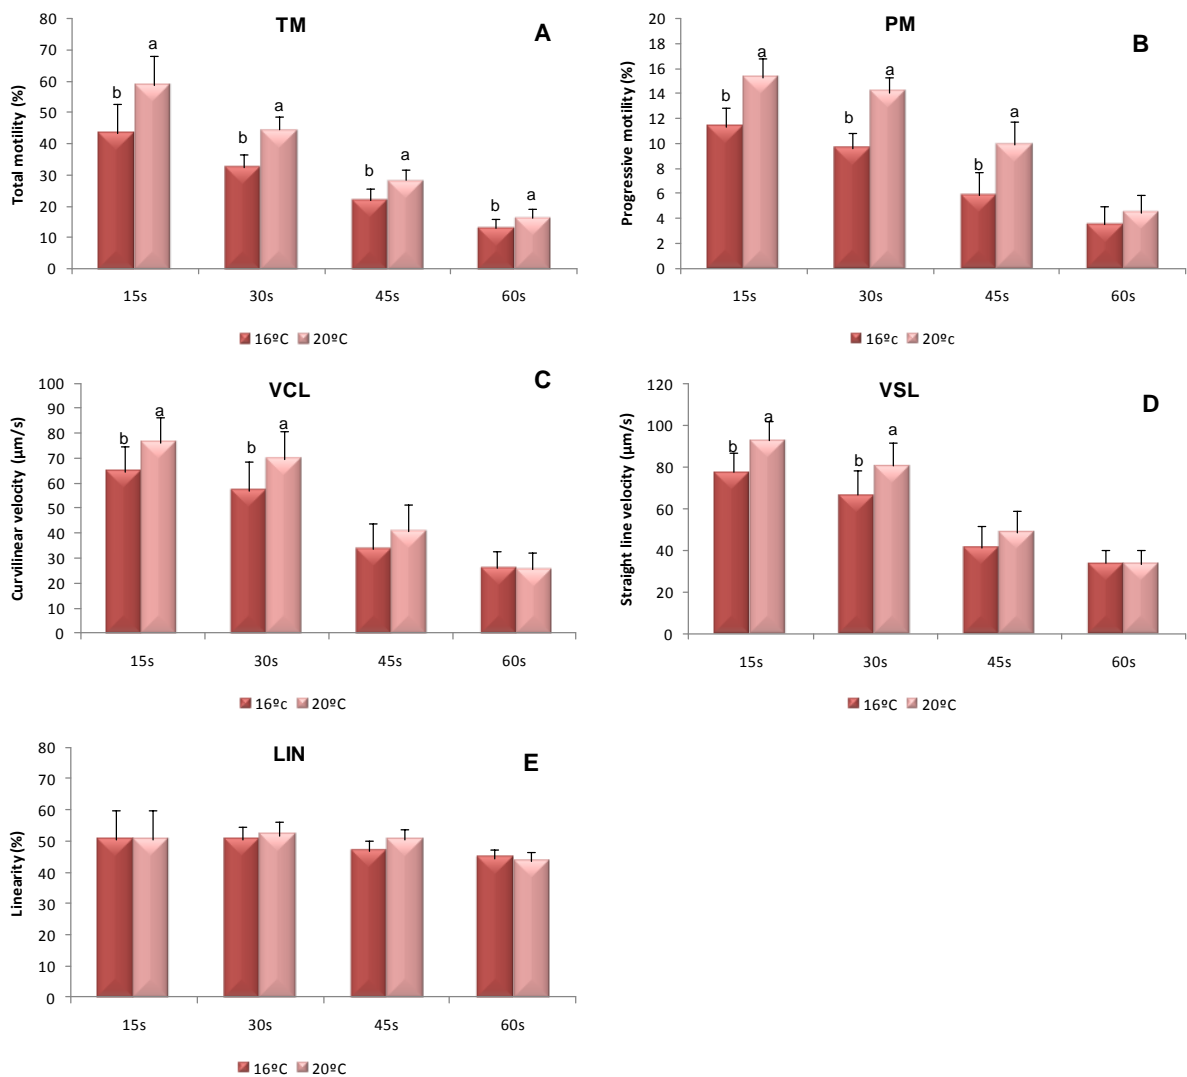 TM
A
Total motility (%)
80
70
60
50
40
30
20
10
0
b
a
b
a
b
a
b
a
15s
30s
45s
60s
16ºC
20ºC
PM
B
Progressive motility (%)
20
18
16
14
12
10
8
6
4
2
0
b
a
b
a
b
a
15s
30s
45s
60s
16ºc
20ºc
VCL
C
Curvilinear velocity (μm/s)
100
90
80
70
60
50
40
30
20
10
0
b
a
b
a
15s
30s
45s
60s
16ºc
20ºC
VSL
D
Straight line velocity (μm/s)
120
100
80
60
40
20
0
b
a
b
a
15s
30s
45s
60s
16ºC
20ºC
LIN
E
Linearity (%)
80
70
60
50
40
30
20
10
0
15s
30s
45s
60s
16ºC
20ºC